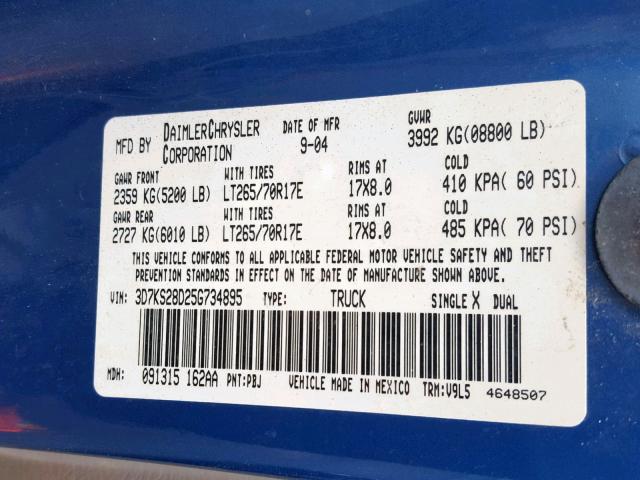 MFD BY DAIMLERCHRYSLER CORPORATION DATE OF MFR 9-04 GVWR 3992 KG(08800 LB)
GAWR FRONT WITH TIRES RIMS AT COLD
2359 KG(5200 LB) LT265/70R17E 17X8.0 410 KPA( 60 PSI)
GAWR REAR WITH TIRES RIMS AT COLD
2727 KG(6010 LB) LT265/70R17E 17X8.0 485 KPA( 70 PSI)
THIS VEHICLE CONFORMS TO ALL APPLICABLE FEDERAL MOTOR VEHICLE SAFETY AND THEFT
PREVENTION STANDARDS IN EFFECT ON THE DATE OF MANUFACTURE SHOWN ABOVE.
VIN: 3D7KS28D25G734895 TYPE: TRUCK SINGLE X DUAL
MDH: 091315 162AA PNT:PBJ VEHICLE MADE IN MEXICO TRM:V9L5 4648507